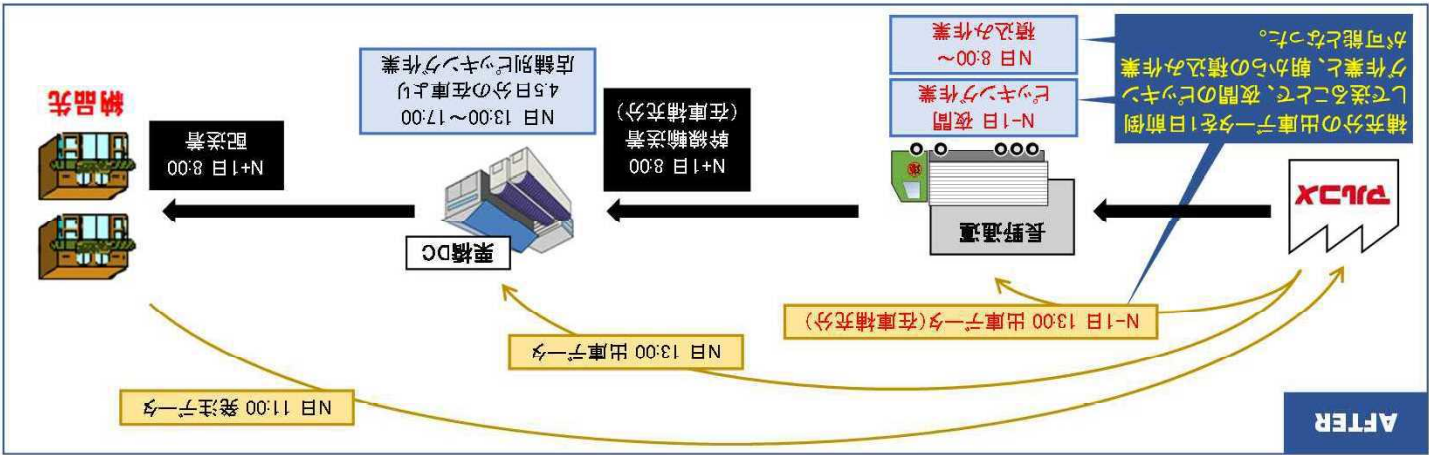 AFTER
N日 11:00 発注データ
N日 13:00 出庫データ
N-1日 13:00 出庫データ(在庫補充分)
マルコメ
長野通運
栗橋DC
納品先
補充分の出庫データを1日前倒
して送ることで、夜間のピッキン
グ作業と、朝からの積込み作業
が可能となった。
N-1日 夜間
ピッキング作業
N日 8:00~
積込み作業
N+1日 8:00
幹線輸送着
(在庫補充分)
N日 13:00~17:00
4.5日分の在庫より
店舗別ピッキング作業
N+1日 8:00
配送着